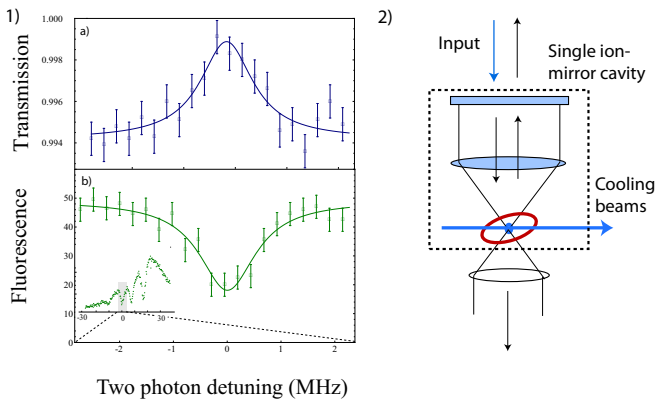 1)
a)
Transmission
1.000
0.998
0.996
0.994
b)
Fluorescence
50
40
30
20
10
0
-30
0
30
-2
-1
0
1
2
Two photon detuning (MHz)
2)
Input
Single ion-
mirror cavity
Cooling
beams